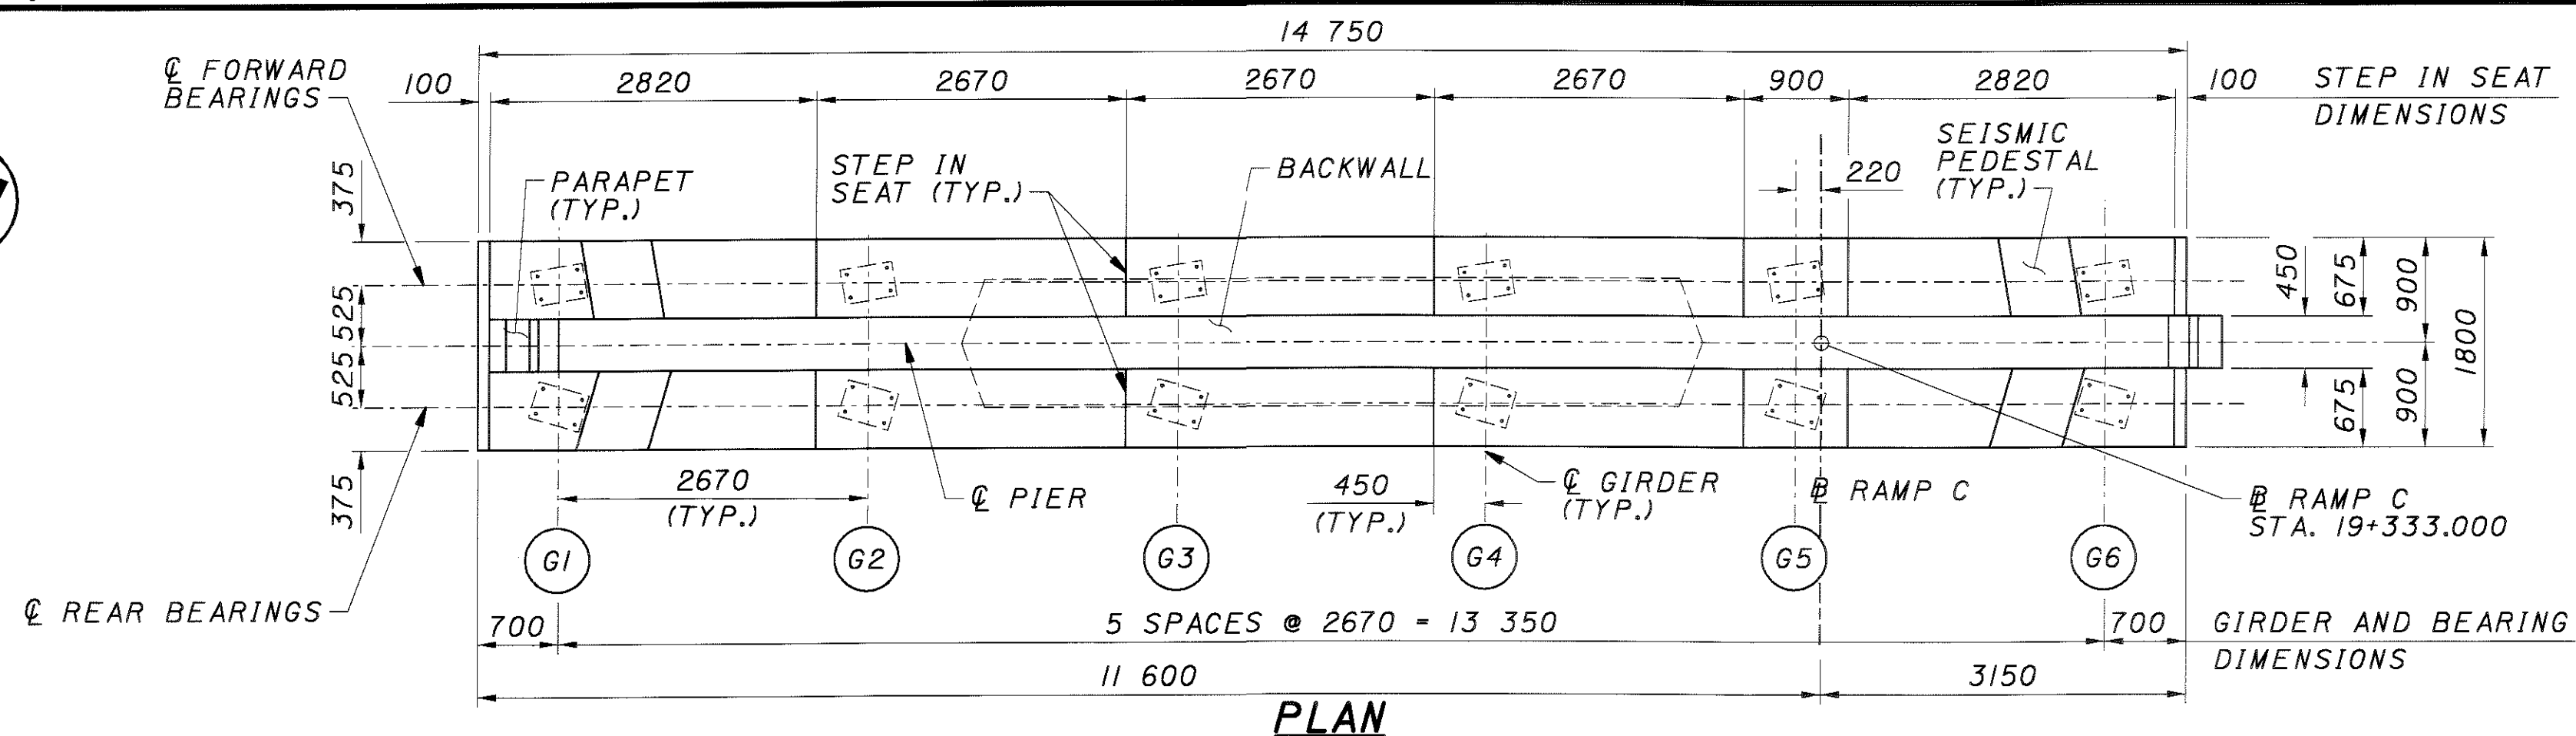 14 750
℄ FORWARD
BEARINGS
100
2820
2670
2670
2670
900
2820
100
STEP IN SEAT
DIMENSIONS
375
PARAPET
(TYP.)
STEP IN
SEAT (TYP.)
BACKWALL
220
SEISMIC
PEDESTAL
(TYP.)
525
525
450
675
900
1800
675
900
375
2670
(TYP.)
℄ PIER
450
(TYP.)
℄ GIRDER
(TYP.)
BL RAMP C
BL RAMP C
STA. 19+333.000
G1
G2
G3
G4
G5
G6
℄ REAR BEARINGS
700
5 SPACES @ 2670 = 13 350
700
GIRDER AND BEARING
DIMENSIONS
11 600
3150
PLAN